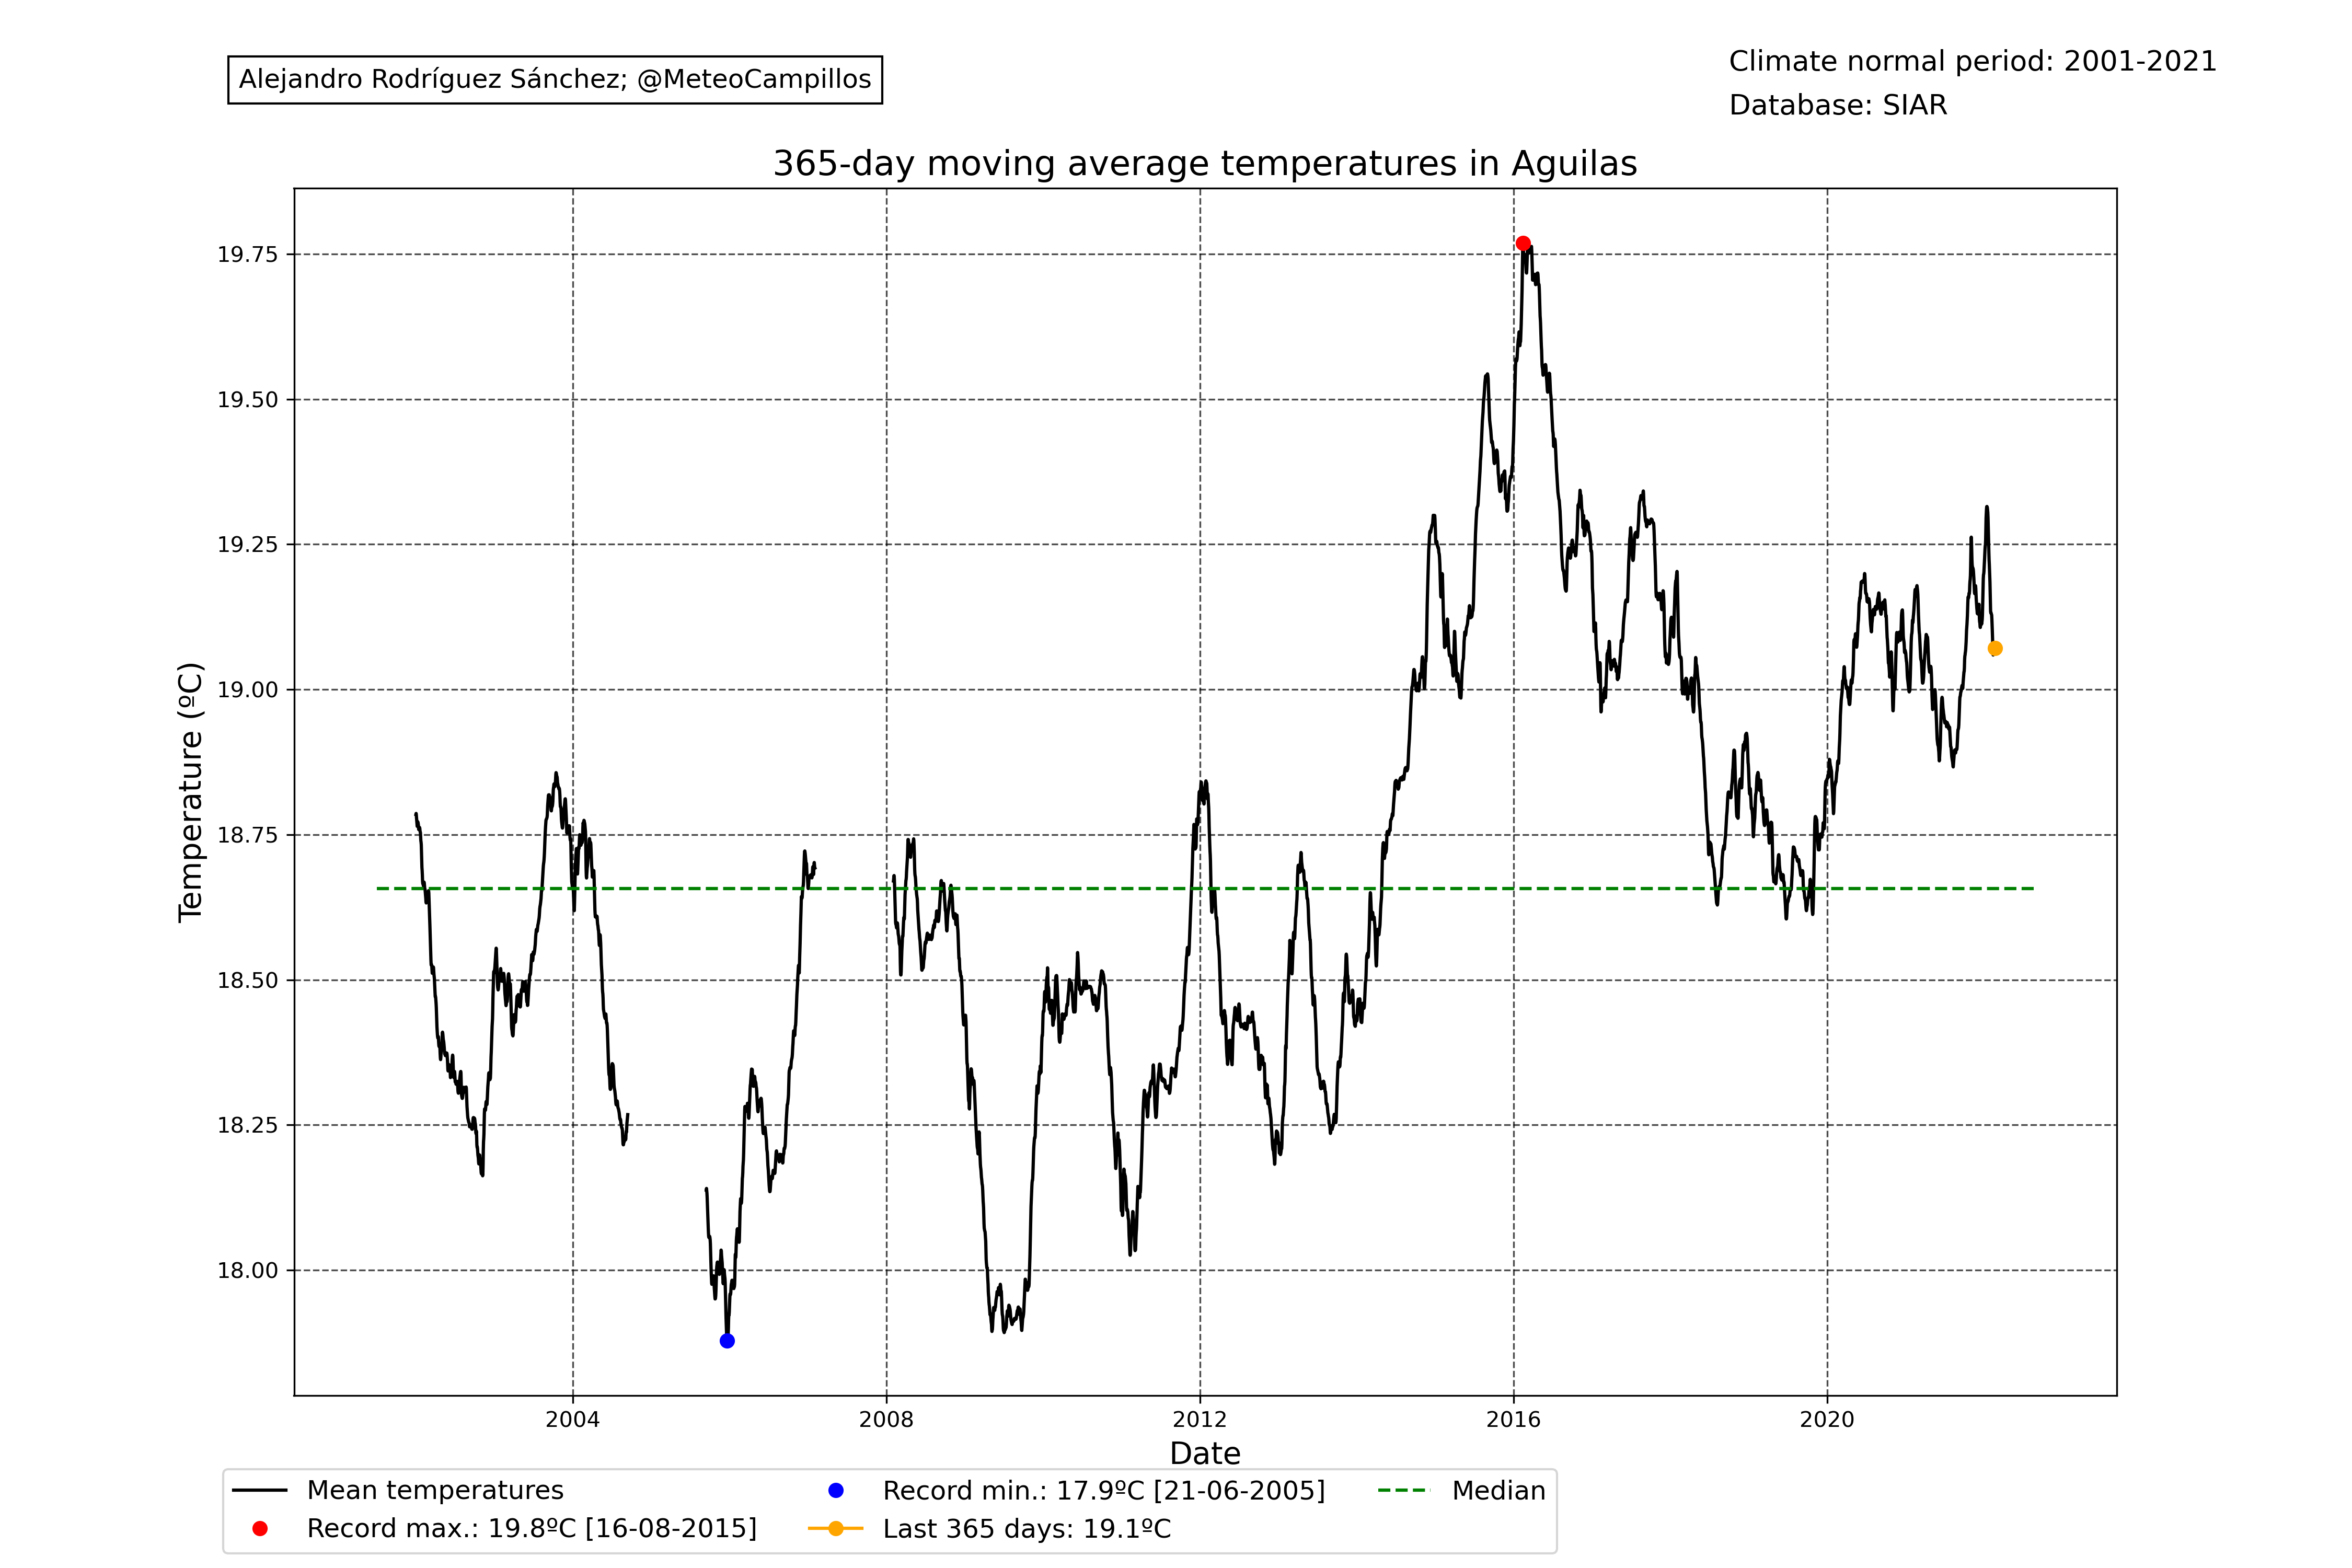 Alejandro Rodríguez Sánchez; @MeteoCampillos
Climate normal period: 2001-2021
Database: SIAR
365-day moving average temperatures in Aguilas
Temperature (ºC)
19.75
19.50
19.25
19.00
18.75
18.50
18.25
18.00
2004
2008
2012
2016
2020
Date
Mean temperatures
Record max.: 19.8ºC [16-08-2015]
Record min.: 17.9ºC [21-06-2005]
Last 365 days: 19.1ºC
Median